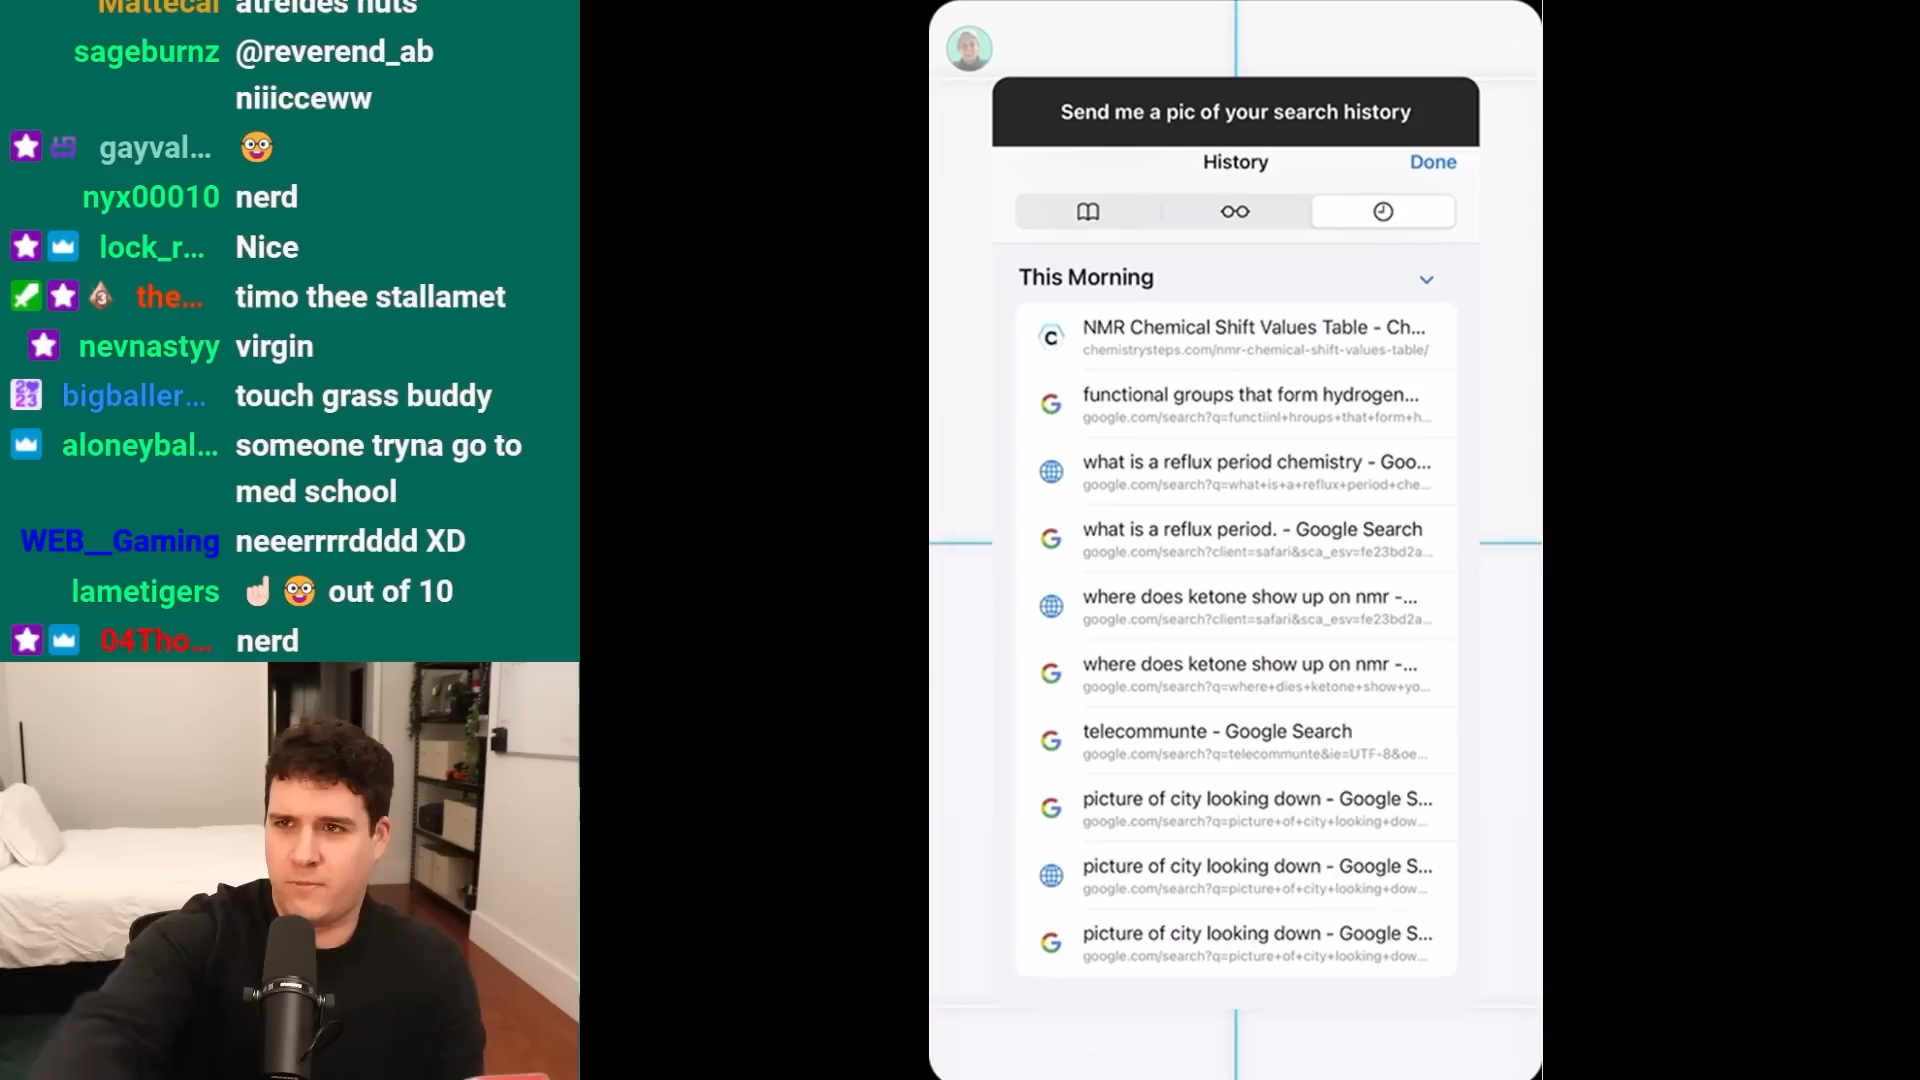 Mattecal atreides nuts
sageburnz @reverend_ab
niiicceww
gayval... 🤓
nyx00010 nerd
lock_r... Nice
the... timo thee stallamet
nevnastyy virgin
bigballer... touch grass buddy
aloneybal... someone tryna go to
med school
WEB__Gaming neeerrrrdddd XD
lametigers ☝🏻 🤓 out of 10
04Tho... nerd
Send me a pic of your search history
History
Done
This Morning
NMR Chemical Shift Values Table - Ch...
chemistrysteps.com/nmr-chemical-shift-values-table/
functional groups that form hydrogen...
google.com/search?q=functiinl+hroups+that+form+h...
what is a reflux period chemistry - Goo...
google.com/search?q=what+is+a+reflux+period+che...
what is a reflux period. - Google Search
google.com/search?client=safari&sca_esv=fe23bd2a...
where does ketone show up on nmr -...
google.com/search?client=safari&sca_esv=fe23bd2a...
where does ketone show up on nmr -...
google.com/search?q=where+dies+ketone+show+yo...
telecommunte - Google Search
google.com/search?q=telecommunte&ie=UTF-8&oe...
picture of city looking down - Google S...
google.com/search?q=picture+of+city+looking+dow...
picture of city looking down - Google S...
google.com/search?q=picture+of+city+looking+dow...
picture of city looking down - Google S...
google.com/search?q=picture+of+city+looking+dow...